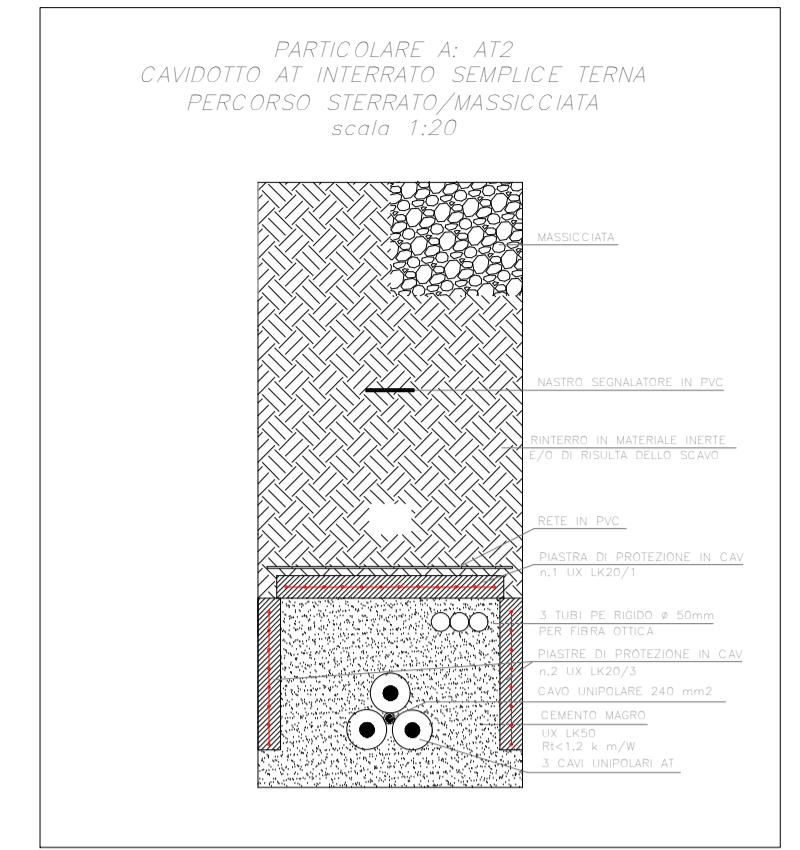 PARTICOLARE A: AT2
CAVIDOTTO AT INTERRATO SEMPLICE TERNA
PERCORSO STERRATO/MASSICCIATA
scala 1:20
MASSICCIATA
NASTRO SEGNALATORE IN PVC
RINTERRO IN MATERIALE INERTE
E/O DI RISULTA DELLO SCAVO
RETE IN PVC
PIASTRA DI PROTEZIONE IN CAV
n.1 UX LK20/1
3 TUBI PE RIGIDO ø 50mm
PER FIBRA OTTICA
PIASTRE DI PROTEZIONE IN CAV
n.2 UX LK20/3
CAVO UNIPOLARE 240 mm2
CEMENTO MAGRO
UX LK50
Rt<1,2 k m/W
3 CAVI UNIPOLARI AT